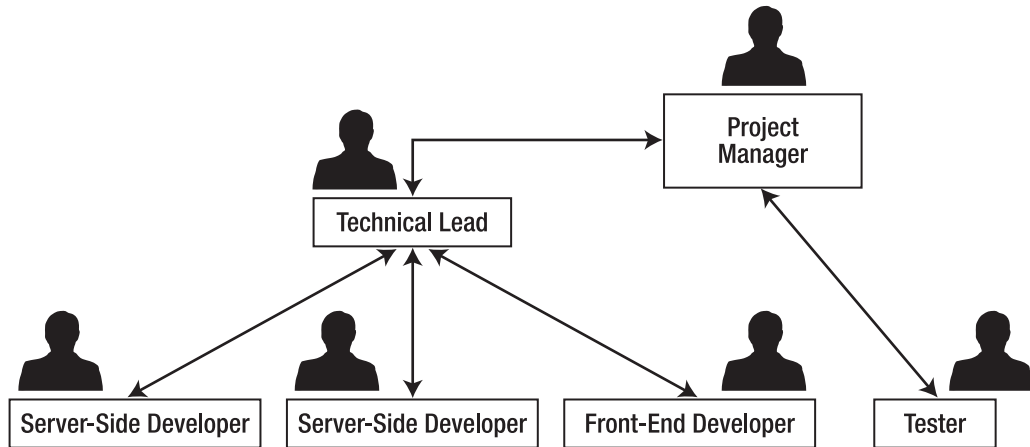 Project
Manager
Technical Lead
Server-Side Developer
Server-Side Developer
Front-End Developer
Tester